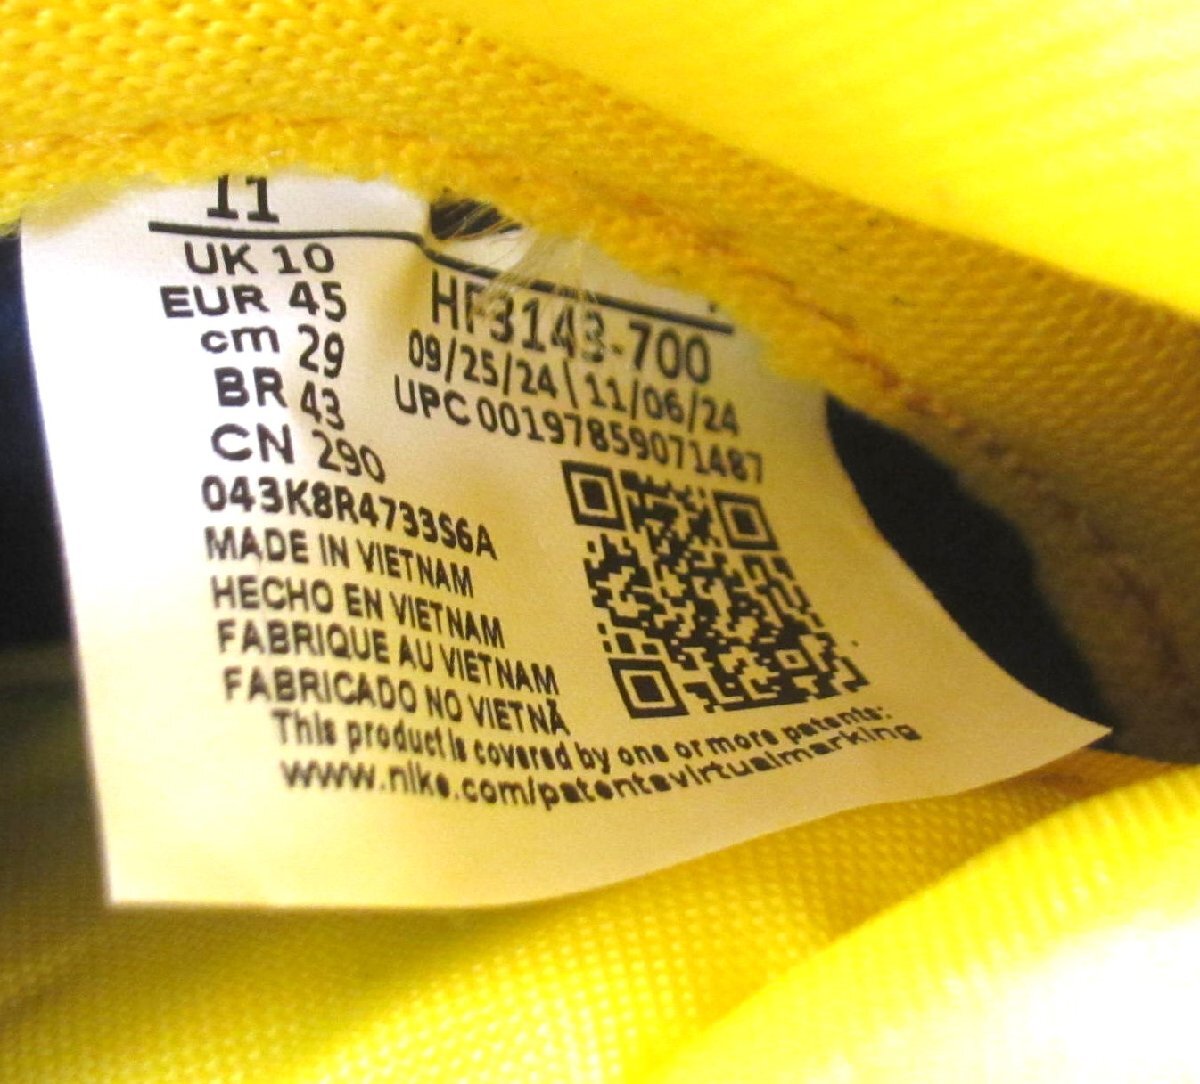 11
UK 10
EUR 45
cm 29
BR 43
CN 290
HF3143-700
09/25/24 \ 11/06/24
UPC 00197859071487
043K8R4733S6A
MADE IN VIETNAM
HECHO EN VIETNAM
FABRIQUE AU VIETNAM
FABRICADO NO VIETNÃ
This product is covered by one or more patents:
www.nike.com/patentsvirtualmarking